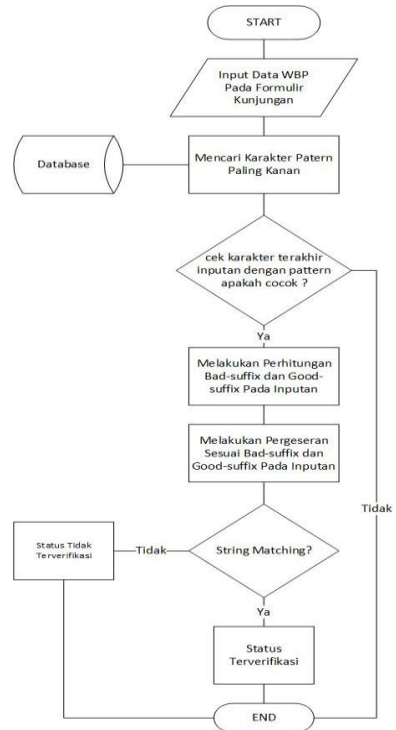 START
Input Data WBP
Pada Formulir
Kunjungan
Database
Mencari Karakter Patern
Paling Kanan
cek karakter terakhir
inputan dengan pattern
apakah cocok ?
Ya
Melakukan Perhitungan
Bad-suffix dan Good-
suffix Pada Inputan
Melakukan Pergeseran
Sesuai Bad-suffix dan
Good-suffix Pada Inputan
Tidak
Status Tidak
Terverifikasi
Tidak
String Matching?
Ya
Status
Terverifikasi
END